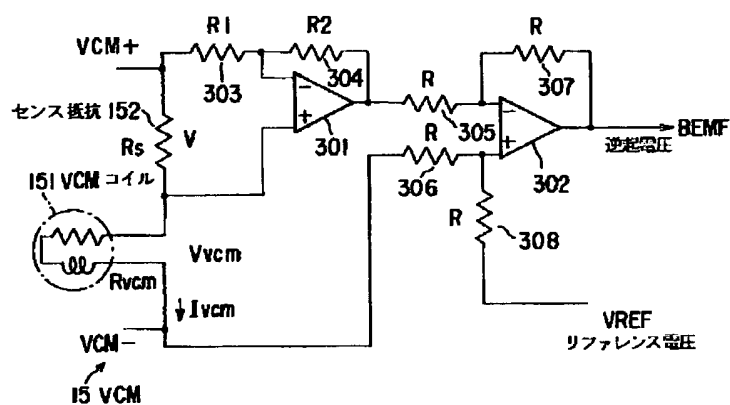 R1
R2
R
VCM+
303
304
307
センス抵抗 152
V
301
R
305
BEMF
逆起電圧
Rs
R
302
151 VCM コイル
306
R
308
Vvcm
Rvcm
Ivcm
VREF
リファレンス電圧
VCM-
15 VCM